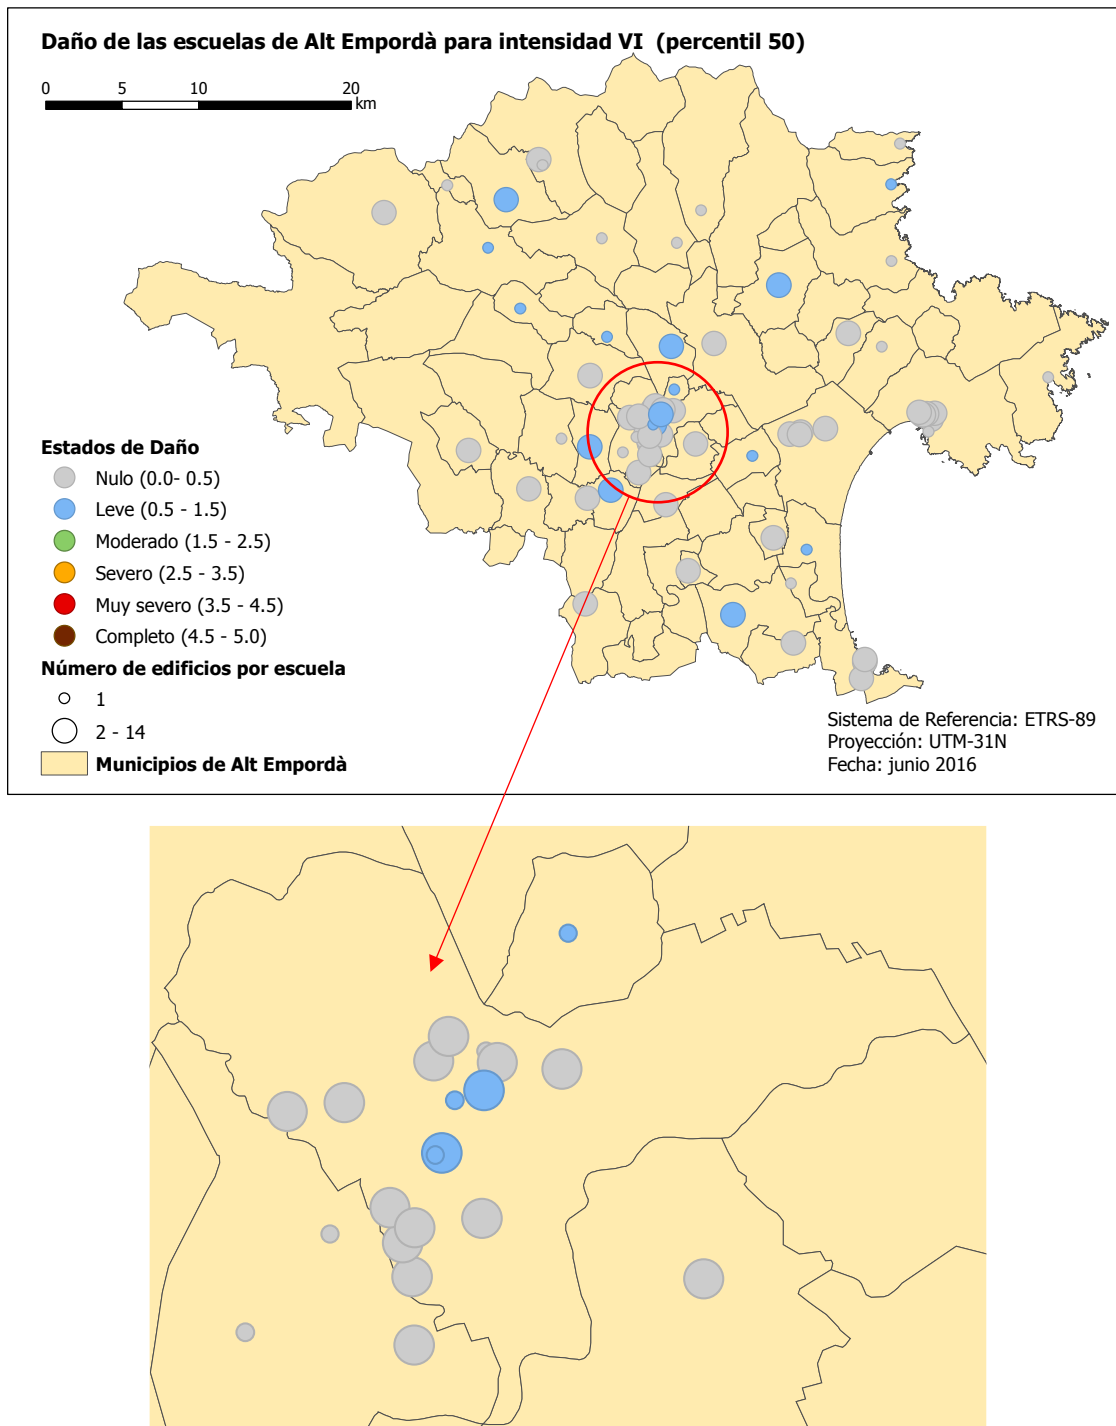 Daño de las escuelas de Alt Empordà para intensidad VI (percentil 50)
0 5 10 20
km
Estados de Daño
Nulo (0.0- 0.5)
Leve (0.5 - 1.5)
Moderado (1.5 - 2.5)
Severo (2.5 - 3.5)
Muy severo (3.5 - 4.5)
Completo (4.5 - 5.0)
Número de edificios por escuela
1
2 - 14
Municipios de Alt Empordà
Sistema de Referencia: ETRS-89
Proyección: UTM-31N
Fecha: junio 2016